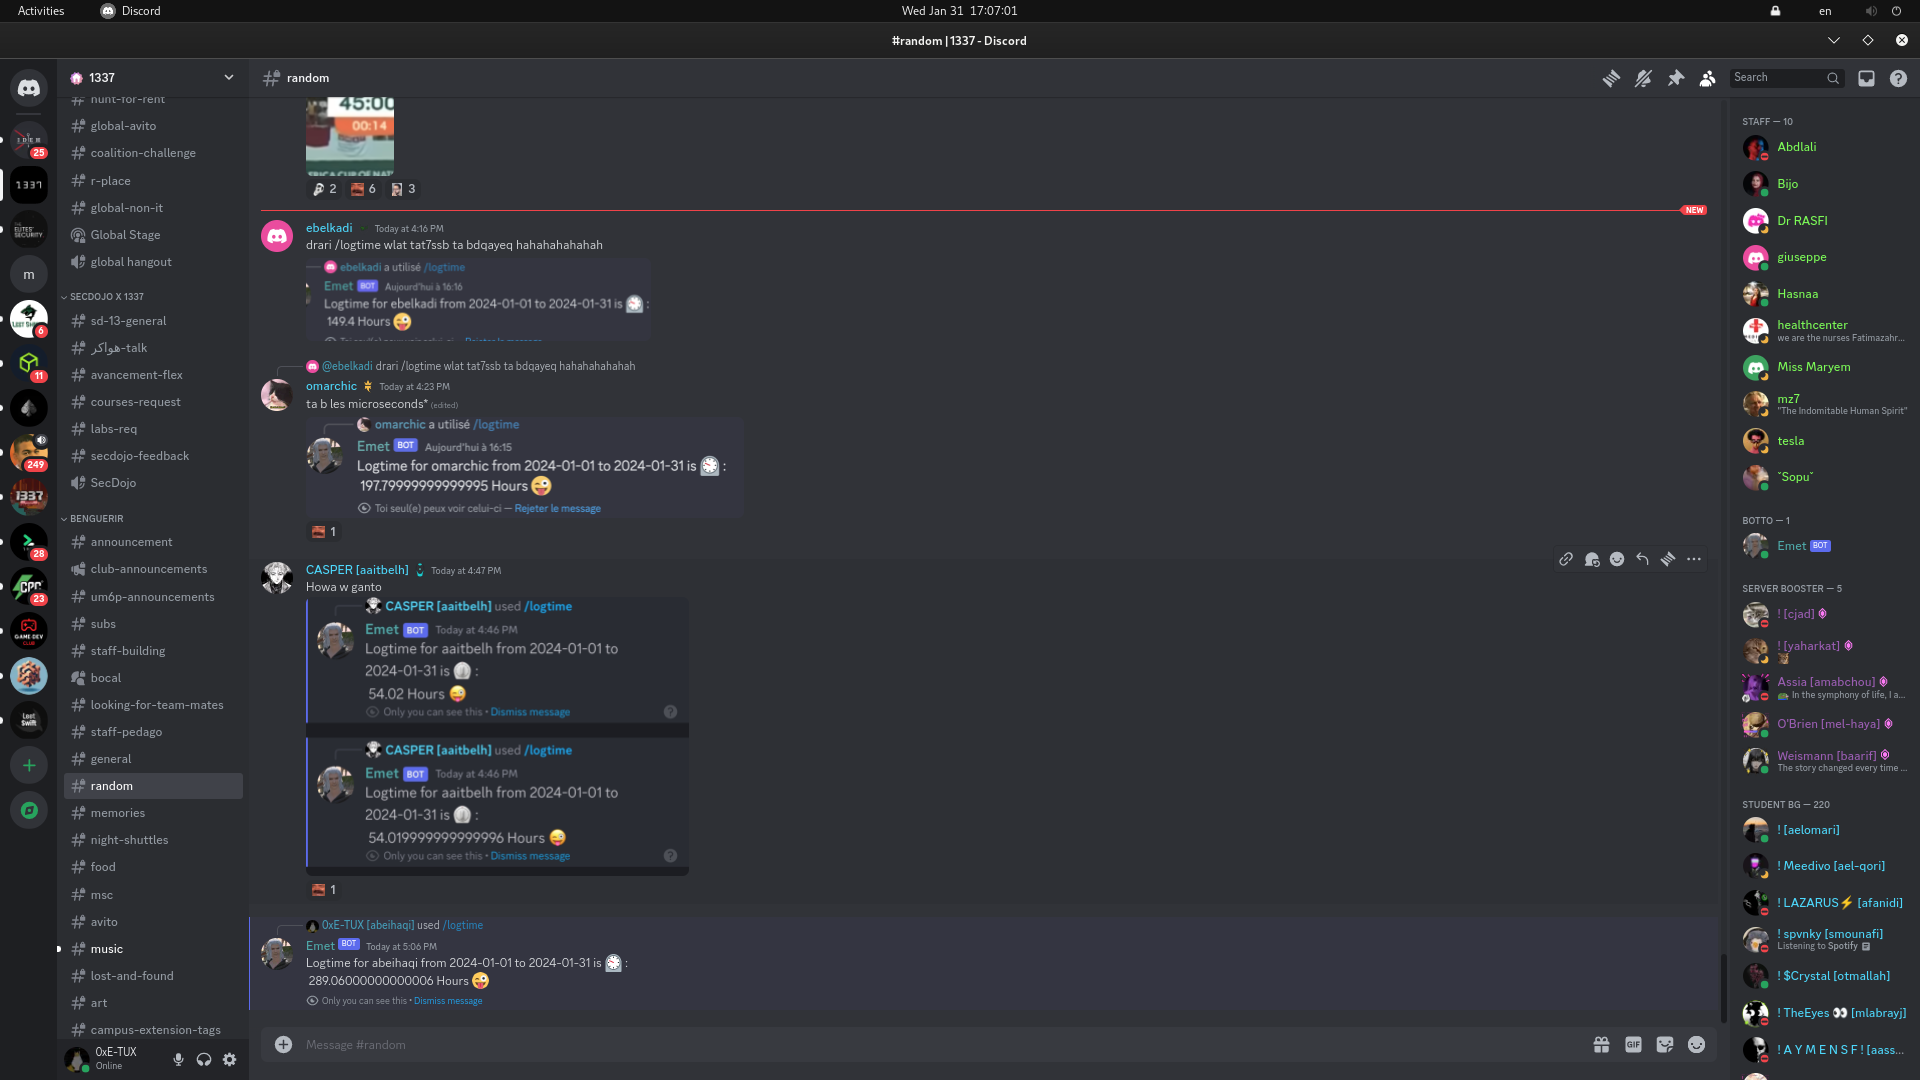 Activities
Discord
Wed Jan 31 17:07:01
en
#random | 1337 - Discord
25
1337
THE ELITES' SECURITY
m
6
11
249
1337
28
CPC
23
GAME DEV
CLUB
Lost
Swift
1337
hunt-for-rent
global-avito
coalition-challenge
r-place
global-non-it
Global Stage
global hangout
SECDOJO X 1337
sd-13-general
هواكر-talk
avancement-flex
courses-request
labs-req
secdojo-feedback
SecDojo
BENGUERIR
announcement
club-announcements
um6p-announcements
subs
staff-building
bocal
looking-for-team-mates
staff-pedago
general
random
memories
night-shuttles
food
msc
avito
music
lost-and-found
art
campus-extension-tags
0xE-TUX
Online
random
Search
45:00
00:14
2 6 3
NEW
ebelkadi Today at 4:16 PM
drari /logtime wlat tat7ssb ta bdqayeq hahahahahahah
ebelkadi a utilisé /logtime
Emet BOT Aujourd'hui à 16:16
Logtime for ebelkadi from 2024-01-01 to 2024-01-31 is :
149.4 Hours
@ebelkadi drari /logtime wlat tat7ssb ta bdqayeq hahahahahahah
omarchic Today at 4:23 PM
ta b les microseconds* (edited)
omarchic a utilisé /logtime
Emet BOT Aujourd'hui à 16:15
Logtime for omarchic from 2024-01-01 to 2024-01-31 is :
197.79999999999995 Hours
Toi seul(e) peux voir celui-ci — Rejeter le message
1
CASPER [aaitbelh] Today at 4:47 PM
Howa w ganto
CASPER [aaitbelh] used /logtime
Emet BOT Today at 4:46 PM
Logtime for aaitbelh from 2024-01-01 to
2024-01-31 is :
54.02 Hours
Only you can see this • Dismiss message
CASPER [aaitbelh] used /logtime
Emet BOT Today at 4:46 PM
Logtime for aaitbelh from 2024-01-01 to
2024-01-31 is :
54.019999999999996 Hours
Only you can see this • Dismiss message
1
0xE-TUX [abeihaqi] used /logtime
Emet BOT Today at 5:06 PM
Logtime for abeihaqi from 2024-01-01 to 2024-01-31 is :
289.06000000000006 Hours
Only you can see this • Dismiss message
Message #random
GIF
STAFF — 10
Abdlali
Bijo
Dr RASFI
giuseppe
Hasnaa
healthcenter
we are the nurses Fatimazahr...
Miss Maryem
mz7
"The Indomitable Human Spirit"
tesla
˜Sopu˜
BOTTO — 1
Emet BOT
SERVER BOOSTER — 5
! [cjad]
! [yaharkat]
Assia [amabchou]
In the symphony of life, I a...
O'Brien [mel-haya]
Weismann [baarif]
The story changed every time ...
STUDENT BG — 220
! [aelomari]
! Meedivo [ael-qori]
! LAZARUS⚡ [afanidi]
! spvnky [smounafi]
Listening to Spotify
! $Crystal [otmallah]
! TheEyes 👀 [mlabrayj]
! A Y M E N S F ! [aass...